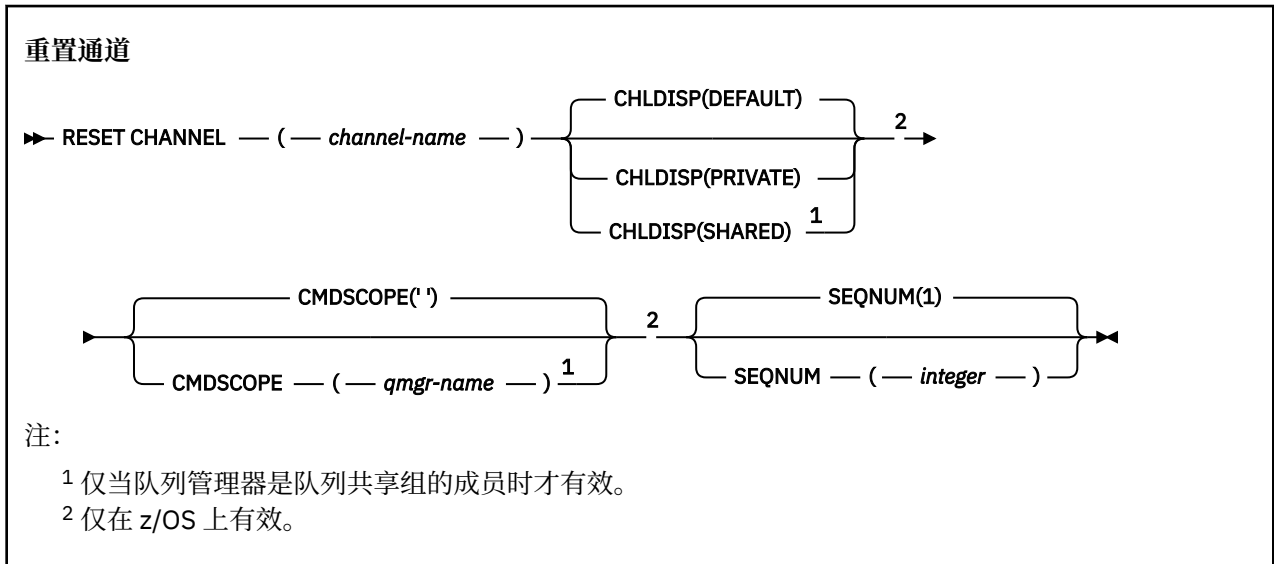 重置通道
CHLDISP(DEFAULT)
RESET CHANNEL ( channel-name ) 2
CHLDISP(PRIVATE)
CHLDISP(SHARED) 1
CMDSCOPE(' ') SEQNUM(1)
2
CMDSCOPE ( qmgr-name ) 1 SEQNUM ( integer )
注：
1 仅当队列管理器是队列共享组的成员时才有效。
2 仅在 z/OS 上有效。